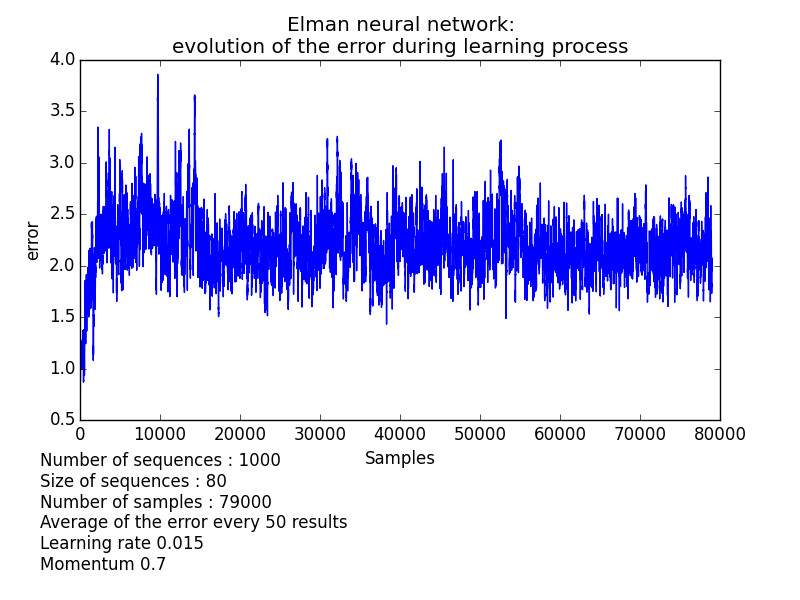 Elman neural network:
evolution of the error during learning process
4.0
3.5
3.0
2.5
2.0
1.5
1.0
0.5
error
0 10000 20000 30000 40000 50000 60000 70000 80000
Samples
Number of sequences : 1000
Size of sequences : 80
Number of samples : 79000
Average of the error every 50 results
Learning rate 0.015
Momentum 0.7